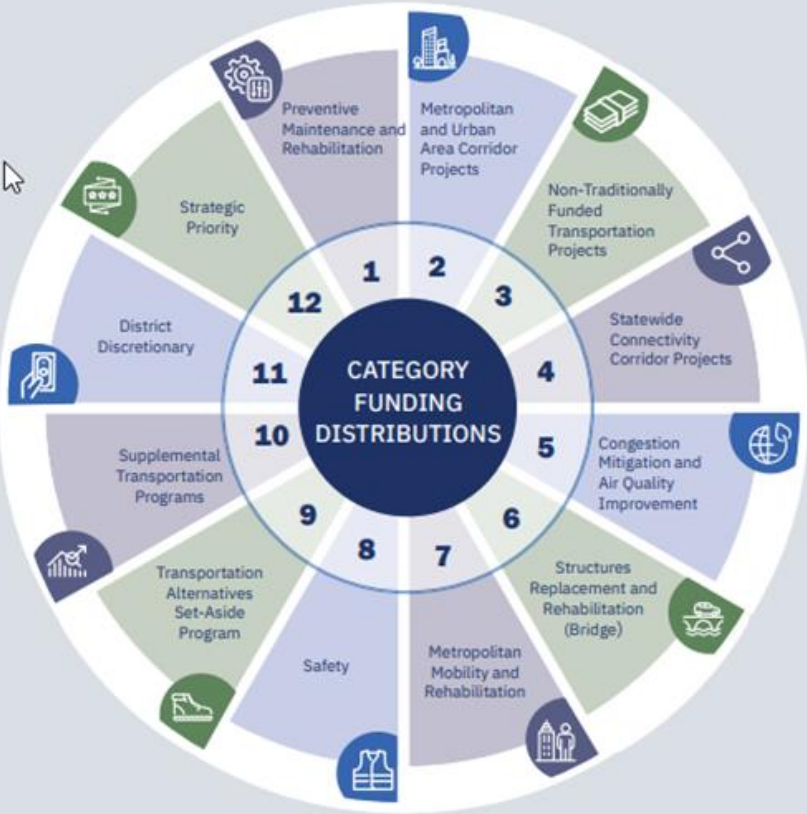 CATEGORY
FUNDING
DISTRIBUTIONS
1
Preventive
Maintenance and
Rehabilitation
2
Metropolitan
and Urban
Area Corridor
Projects
3
Non-Traditionally
Funded
Transportation
Projects
4
Statewide
Connectivity
Corridor Projects
5
Congestion
Mitigation and
Air Quality
Improvement
6
Structures
Replacement and
Rehabilitation
(Bridge)
7
Metropolitan
Mobility and
Rehabilitation
8
Safety
9
Transportation
Alternatives
Set-Aside
Program
10
Supplemental
Transportation
Programs
11
District
Discretionary
12
Strategic
Priority